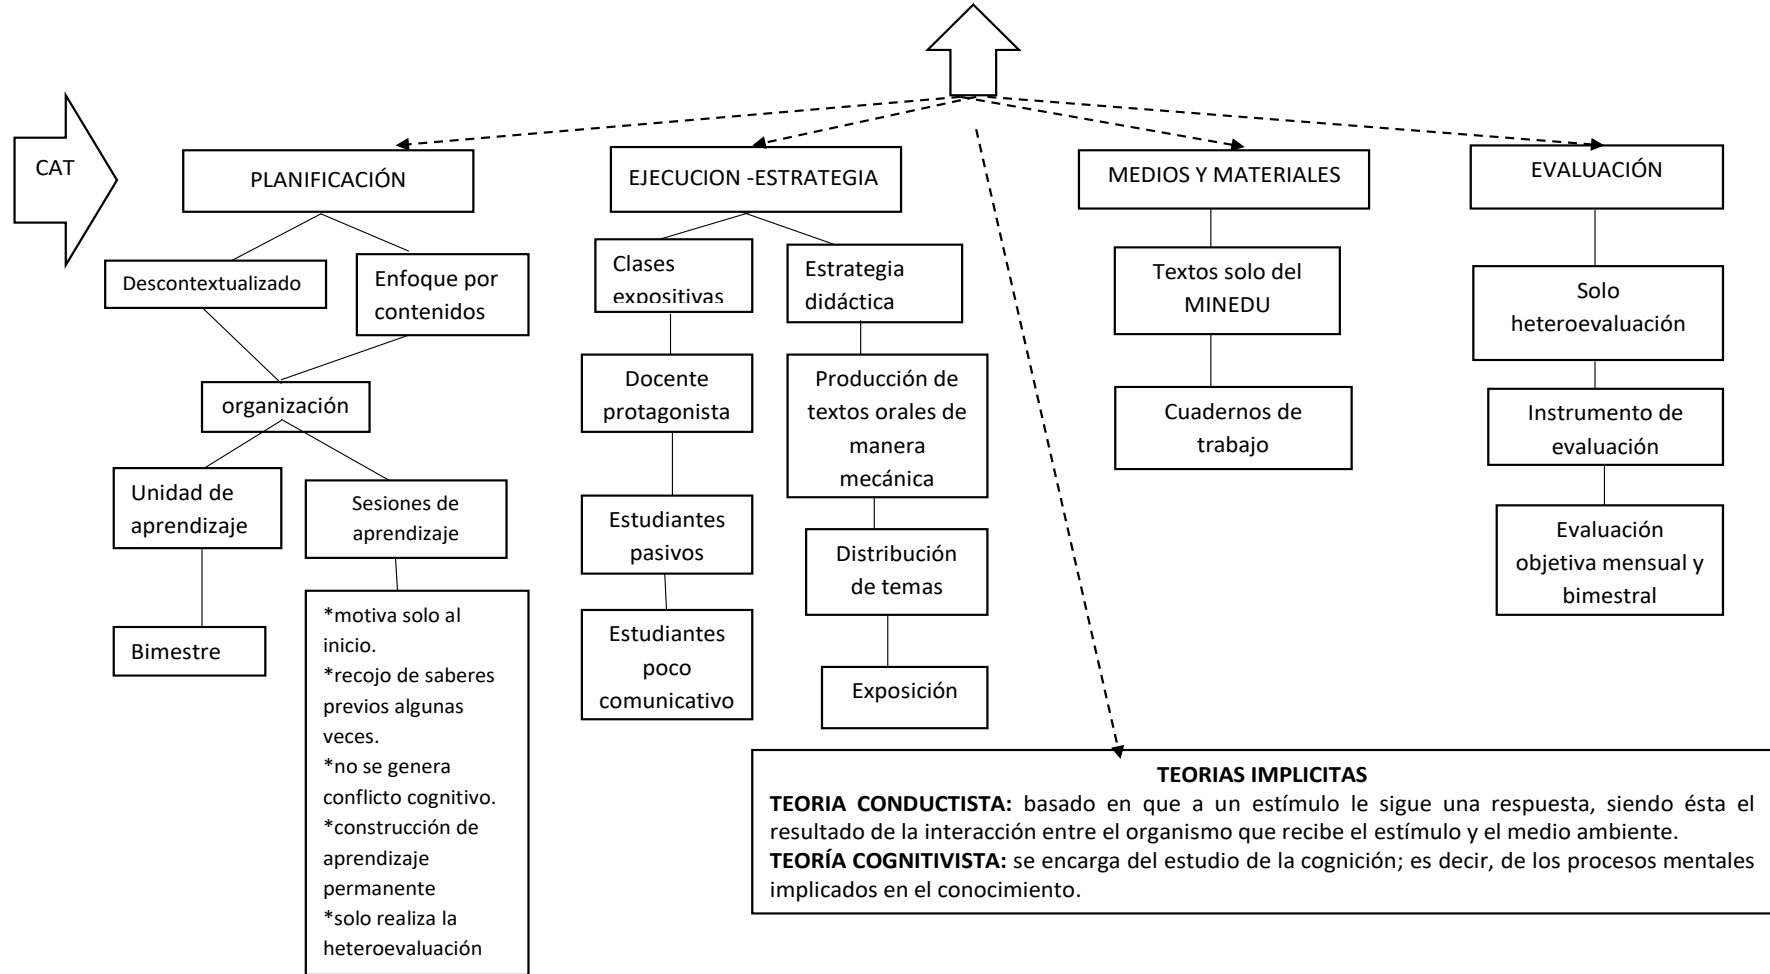 CAT
PLANIFICACIÓN
EJECUCION -ESTRATEGIA
MEDIOS Y MATERIALES
EVALUACIÓN
Descontextualizado
Enfoque por
contenidos
organización
Unidad de
aprendizaje
Sesiones de
aprendizaje
Bimestre
*motiva solo al
inicio.
*recojo de saberes
previos algunas
veces.
*no se genera
conflicto cognitivo.
*construcción de
aprendizaje
permanente
*solo realiza la
heteroevaluación
Clases
expositivas
Docente
protagonista
Estudiantes
pasivos
Estudiantes
poco
comunicativo
Estrategia
didáctica
Producción de
textos orales de
manera
mecánica
Distribución
de temas
Exposición
Textos solo del
MINEDU
Cuadernos de
trabajo
Solo
heteroevaluación
Instrumento de
evaluación
Evaluación
objetiva mensual y
bimestral
TEORIAS IMPLICITAS
TEORIA CONDUCTISTA: basado en que a un estímulo le sigue una respuesta, siendo ésta el
resultado de la interacción entre el organismo que recibe el estímulo y el medio ambiente.
TEORÍA COGNITIVISTA: se encarga del estudio de la cognición; es decir, de los procesos mentales
implicados en el conocimiento.